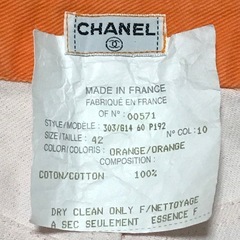 CHANEL
MADE IN FRANCE
FABRIQUÉ EN FRANCE
OF N° : 00571
STYLE/MODELE : 303/G14 60 P192
SIZE/TAILLE : 42 N° COL : 10
COLOR/COLORIS : ORANGE/ORANGE
COMPOSITION :
COTON/COTTON 100%
DRY CLEAN ONLY F/NETTOYAGE
A SEC SEULEMENT ESSENCE F